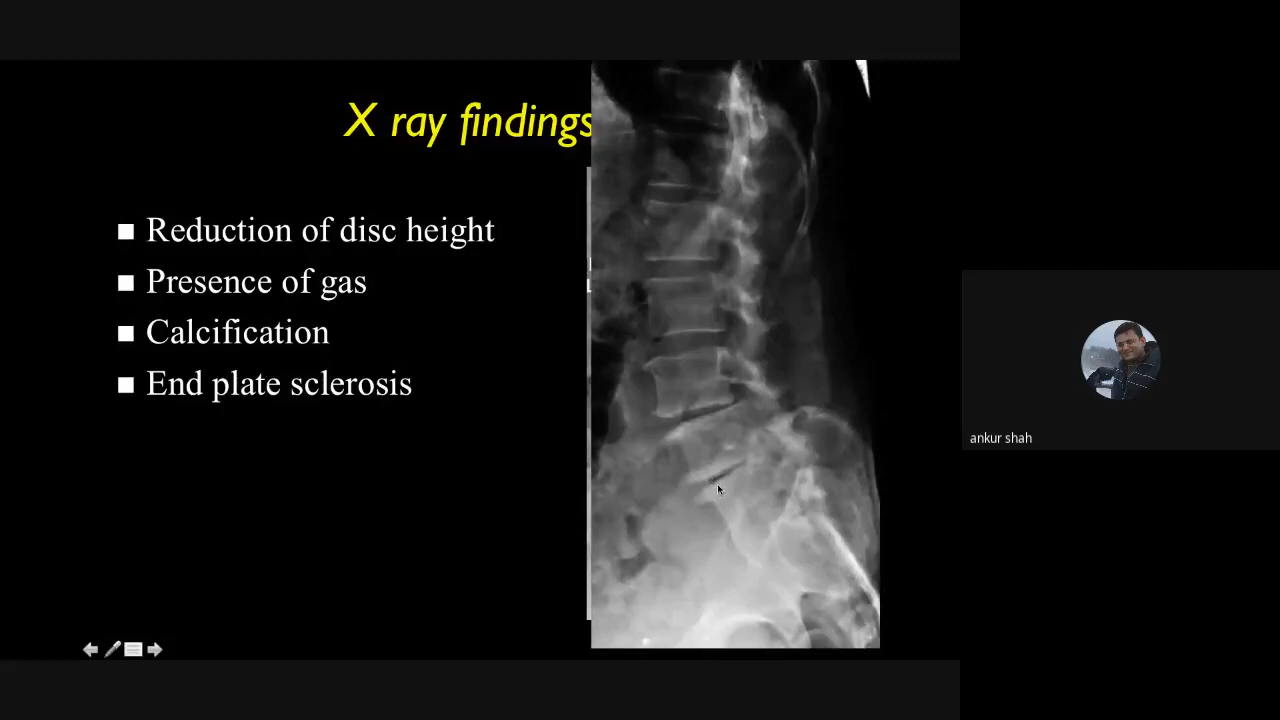 X ray findings
Reduction of disc height
Presence of gas
Calcification
End plate sclerosis
ankur shah